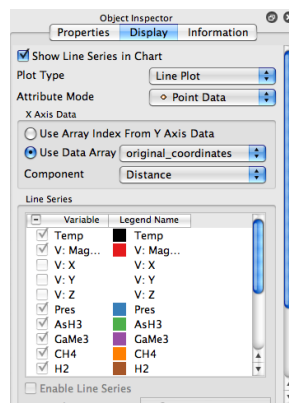 Object Inspector
Properties Display Information
Show Line Series in Chart
Plot Type Line Plot
Attribute Mode Point Data
X Axis Data
Use Array Index From Y Axis Data
Use Data Array original_coordinates
Component Distance
Line Series
Variable Legend Name
Temp Temp
V: Mag... V: Mag...
V: X V: X
V: Y V: Y
V: Z V: Z
Pres Pres
AsH3 AsH3
GaMe3 GaMe3
CH4 CH4
H2 H2
Enable Line Series